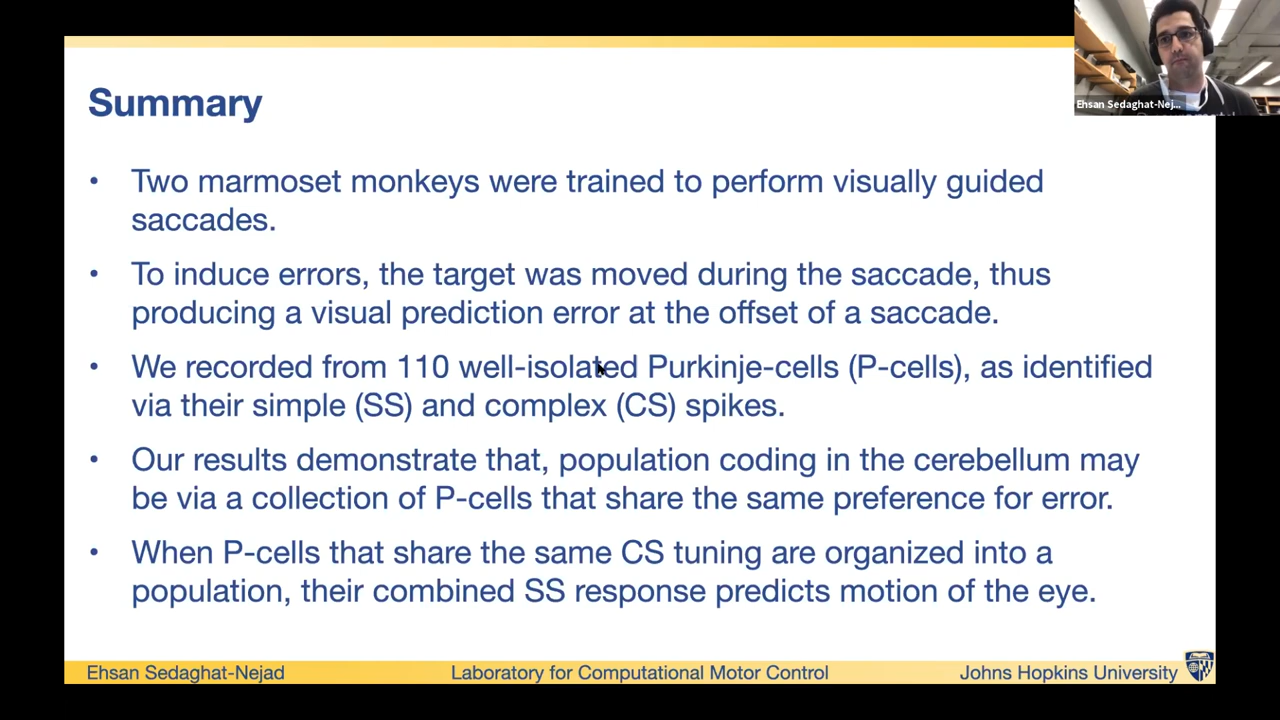 Ehsan Sedaghat-Nej...
Summary
• Two marmoset monkeys were trained to perform visually guided
saccades.
• To induce errors, the target was moved during the saccade, thus
producing a visual prediction error at the offset of a saccade.
• We recorded from 110 well-isolated Purkinje-cells (P-cells), as identified
via their simple (SS) and complex (CS) spikes.
• Our results demonstrate that, population coding in the cerebellum may
be via a collection of P-cells that share the same preference for error.
• When P-cells that share the same CS tuning are organized into a
population, their combined SS response predicts motion of the eye.
Ehsan Sedaghat-Nejad
Laboratory for Computational Motor Control
Johns Hopkins University